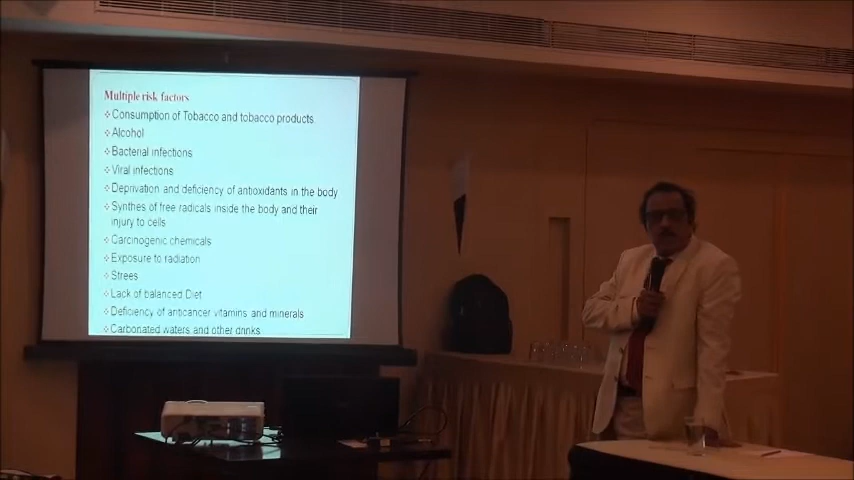 Multiple risk factors
❖Consumption of Tobacco and tobacco products.
❖Alcohol
❖Bacterial infections
❖Viral infections
❖Deprivation and deficiency of antioxidants in the body
❖Synthes of free radicals inside the body and their
injury to cells
❖Carcinogenic chemicals
❖Exposure to radiation
❖Strees
❖Lack of balanced Diet
❖Deficiency of anticancer vitamins and minerals
❖Carbonated waters and other drinks